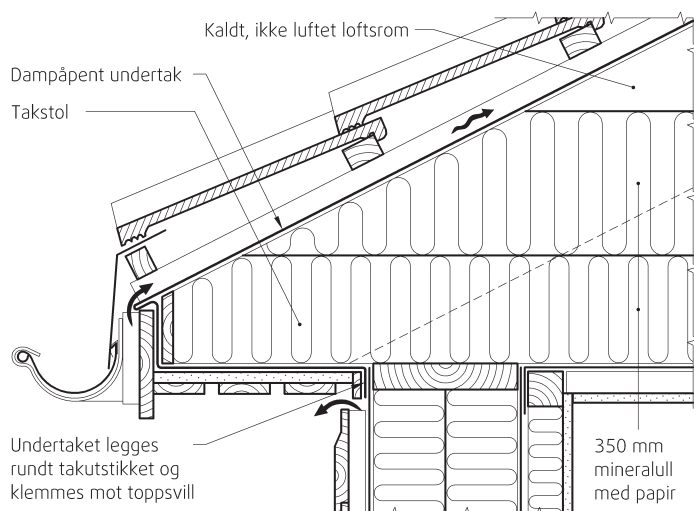 Kaldt, ikke luftet loftsrom
Dampåpent undertak
Takstol
Undertaket legges
rundt takutstikket og
klemmes mot toppsvill
350 mm
mineralull
med papir